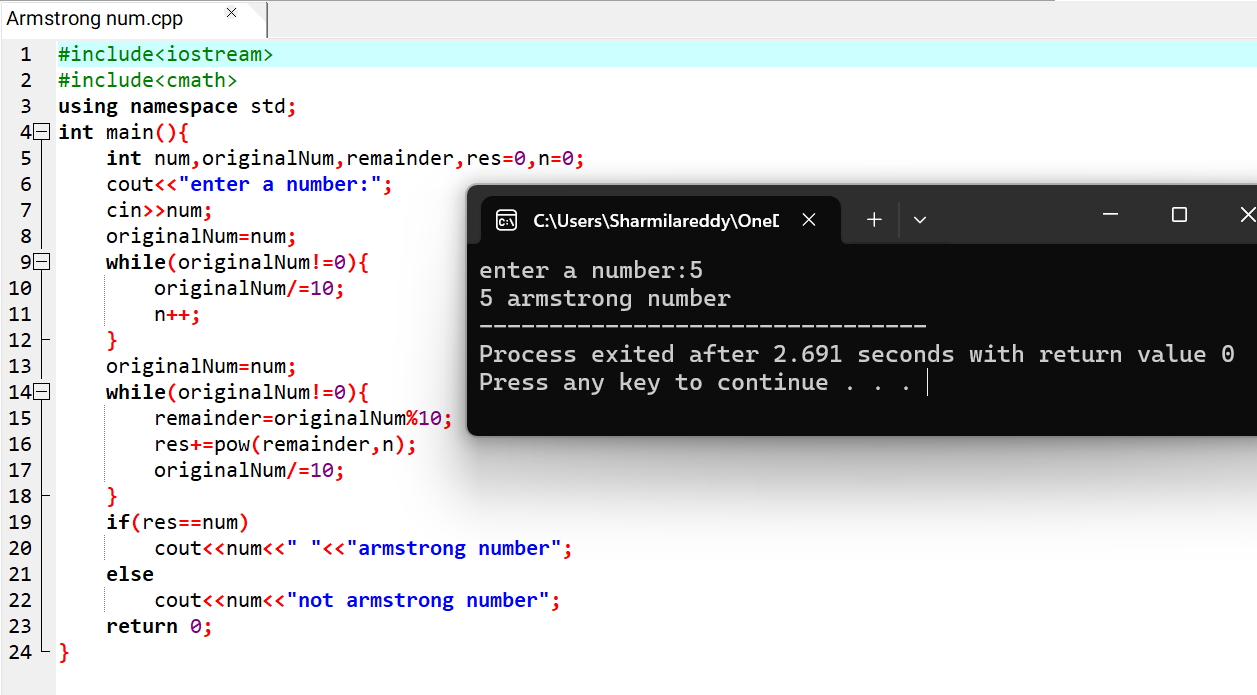 Armstrong num.cpp
1 #include<iostream>
2 #include<cmath>
3 using namespace std;
4 int main(){
5 int num,originalNum,remainder,res=0,n=0;
6 cout<<"enter a number:";
7 cin>>num;
8 originalNum=num;
9 while(originalNum!=0){
10 originalNum/=10;
11 n++;
12 }
13 originalNum=num;
14 while(originalNum!=0){
15 remainder=originalNum%10;
16 res+=pow(remainder,n);
17 originalNum/=10;
18 }
19 if(res==num)
20 cout<<num<<" "<<"armstrong number";
21 else
22 cout<<num<<"not armstrong number";
23 return 0;
24 }
C:\Users\Sharmilareddy\One
enter a number:5
5 armstrong number
--------------------------------
Process exited after 2.691 seconds with return value 0
Press any key to continue . . .